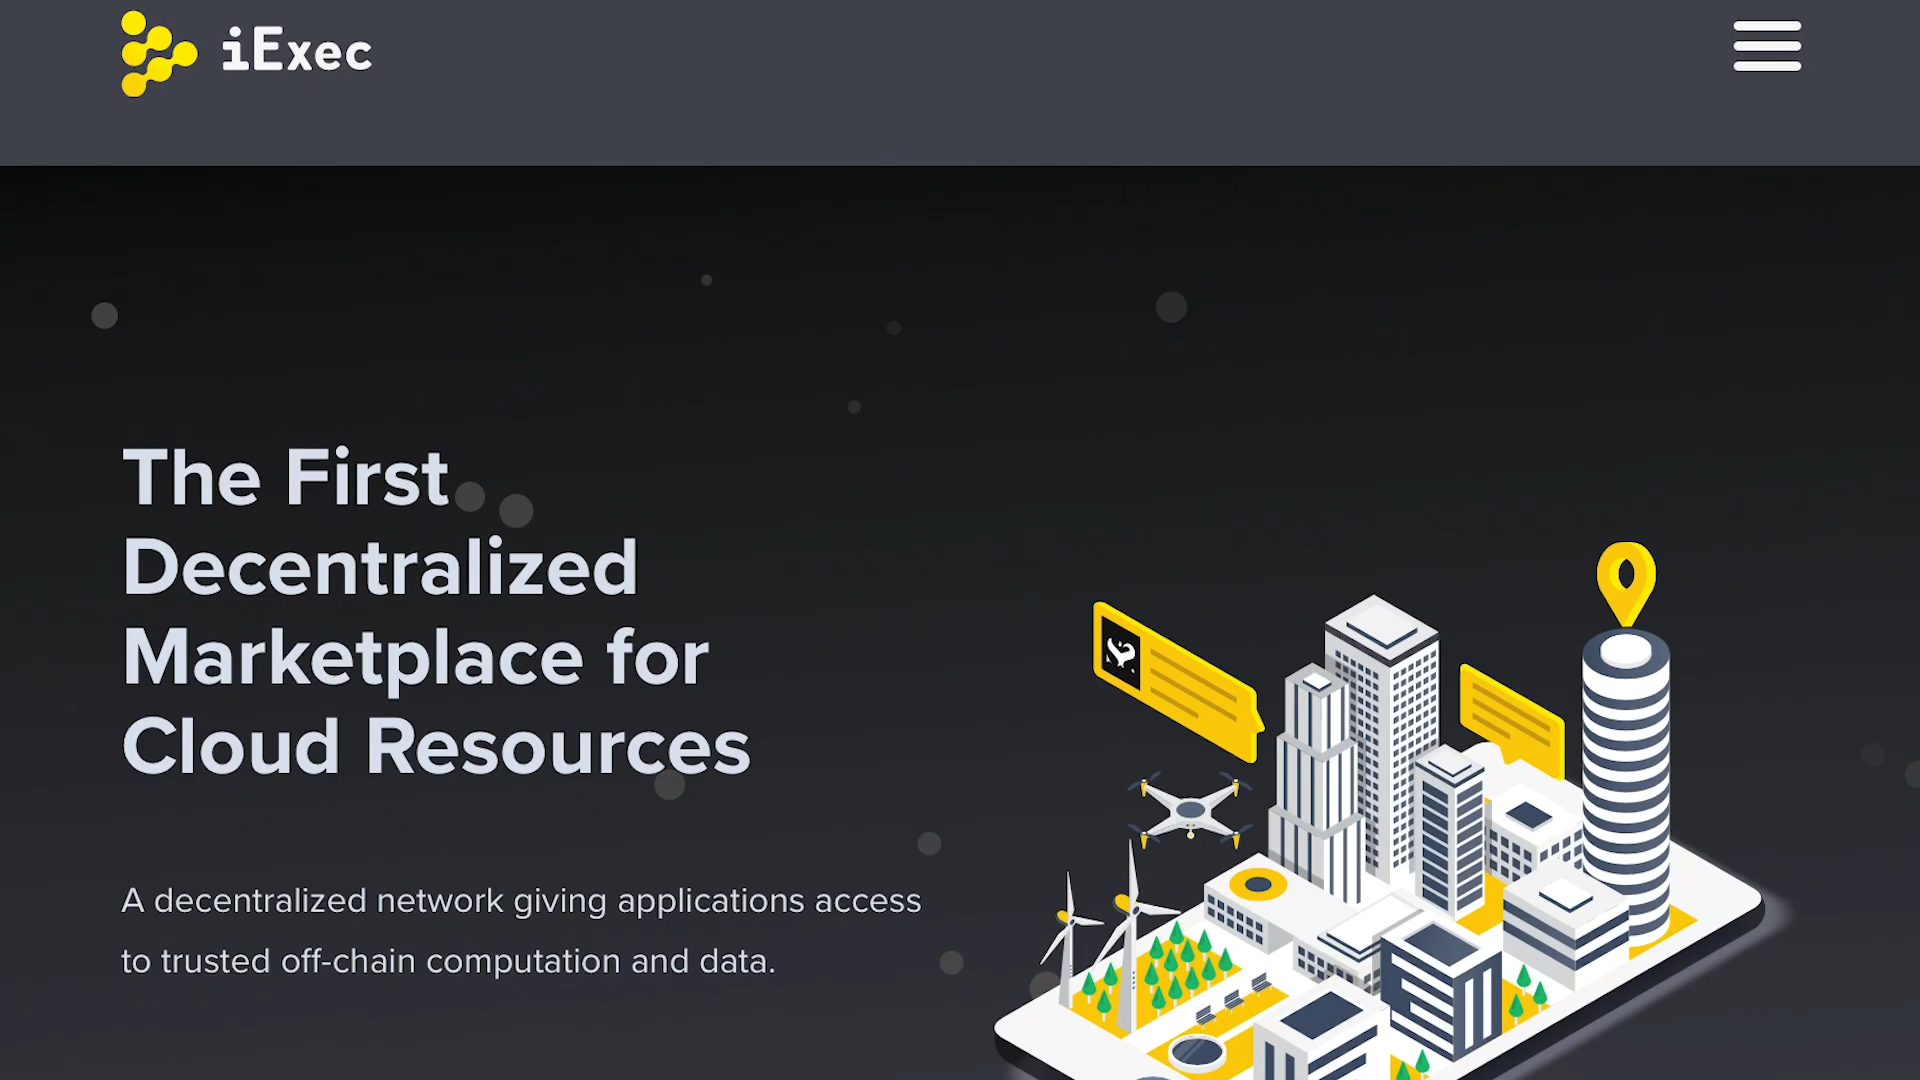 iExec
The First
Decentralized
Marketplace for
Cloud Resources
A decentralized network giving applications access
to trusted off-chain computation and data.